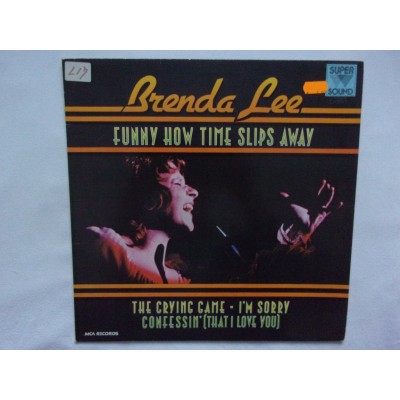 L17
SUPER
SOUND
Brenda Lee
FUNNY HOW TIME SLIPS AWAY
THE CRYING GAME - I'M SORRY
CONFESSIN' (THAT I LOVE YOU)
MCA RECORDS